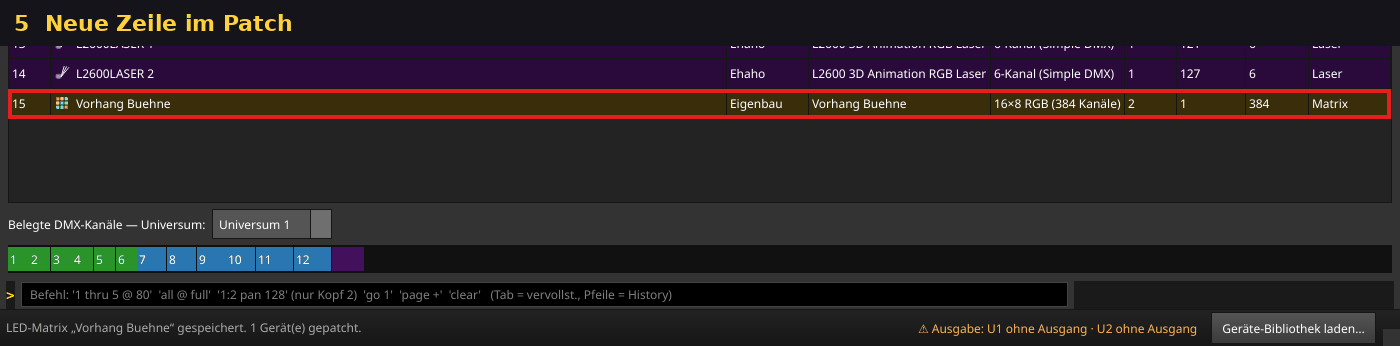 5 Neue Zeile im Patch
14 L2600LASER 2 Ehaho L2600 3D Animation RGB Laser 6-Kanal (Simple DMX) 1 127 6 Laser
15 Vorhang Buehne Eigenbau Vorhang Buehne 16×8 RGB (384 Kanäle) 2 1 384 Matrix
Belegte DMX-Kanäle — Universum: Universum 1
1 2 3 4 5 6 7 8 9 10 11 12
> Befehl: '1 thru 5 @ 80' 'all @ full' '1:2 pan 128' (nur Kopf 2) 'go 1' 'page +' 'clear' (Tab = vervollst., Pfeile = History)
LED-Matrix „Vorhang Buehne“ gespeichert. 1 Gerät(e) gepatcht. ⚠ Ausgabe: U1 ohne Ausgang · U2 ohne Ausgang Geräte-Bibliothek laden...